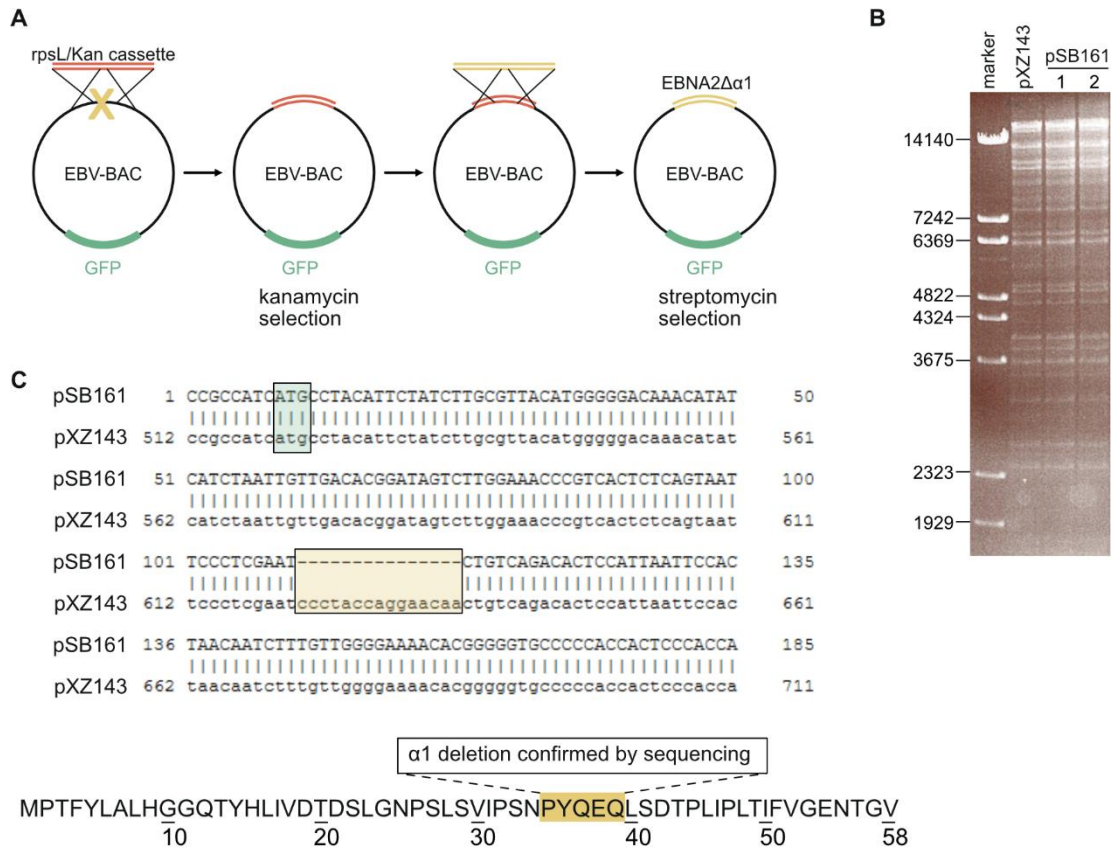 A
rpsL/Kan cassette
EBNA2Δα1
EBV-BAC
EBV-BAC
EBV-BAC
EBV-BAC
GFP
GFP
GFP
GFP
kanamycin
selection
streptomycin
selection
B
marker
pXZ143
pSB161
1 2
14140
7242
6369
4822
4324
3675
2323
1929
C
pSB161 1 CCGCCATCATGCCTACATTCTATCTTGCGTTACATGGGGGACAAACATAT 50
pXZ143 512 ccgccatcatgcctacattctatcttgcgttacatgggggacaaacatat 561
pSB161 51 CATCTAATTGTTGACACGGATAGTCTTGGAAACCCGTCACTCTCAGTAAT 100
pXZ143 562 catctaattgttgacacggatagtcttggaaacccgtcactctcagtaat 611
pSB161 101 TCCCTCGAAT---------------CTGTCAGACACTCCATTAATTCCAC 135
pXZ143 612 tccctcgaatccctaccaggaacaactgtcagacactccattaattccac 661
pSB161 136 TAACAATCTTTGTTGGGGAAAACACGGGGGTGCCCCCACCACTCCCACCA 185
pXZ143 662 taacaatctttgttggggaaaacacgggggtgcccccaccactcccacca 711
α1 deletion confirmed by sequencing
MPTFYLALHGGQTYHLIVDTDSLGNPSLSVIPSNPYQEQLSDTPLIPLTIFVGENTGV
10 20 30 40 50 58